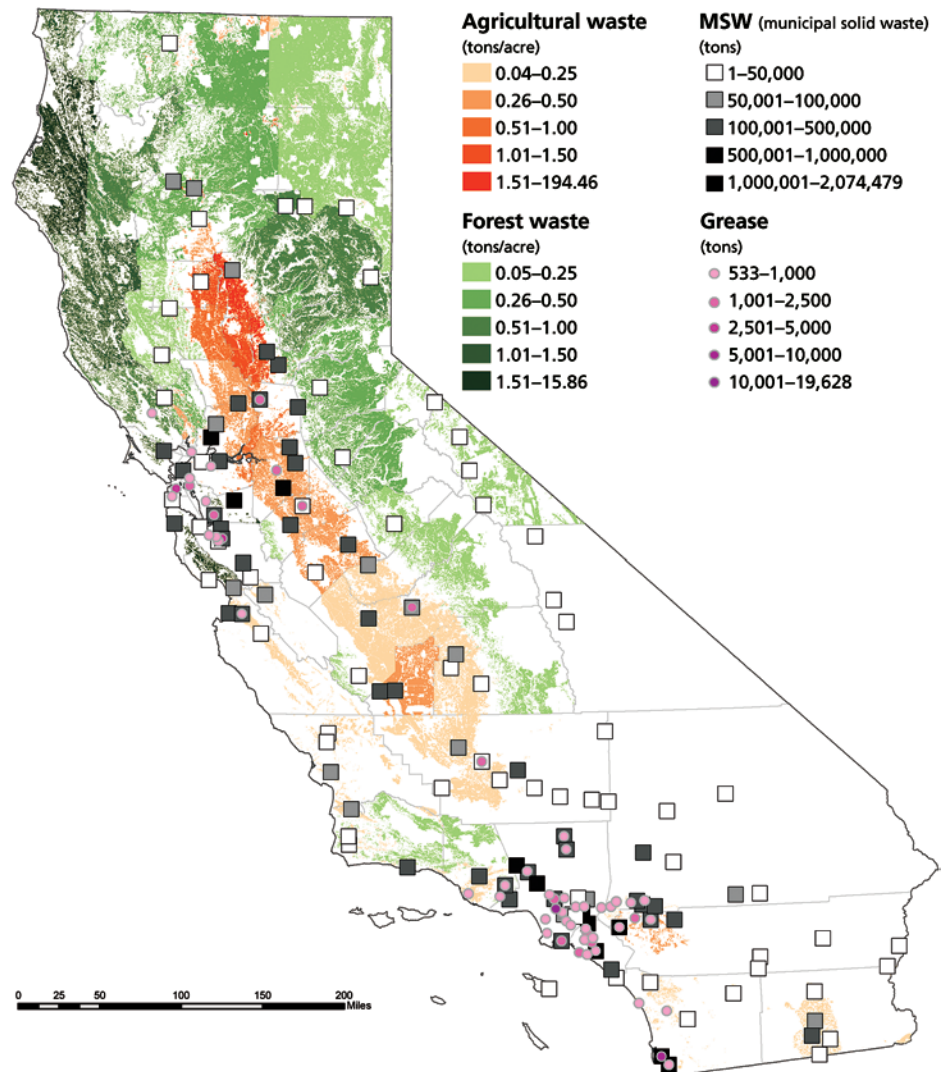 Agricultural waste
(tons/acre)
0.04–0.25
0.26–0.50
0.51–1.00
1.01–1.50
1.51–194.46
Forest waste
(tons/acre)
0.05–0.25
0.26–0.50
0.51–1.00
1.01–1.50
1.51–15.86
MSW (municipal solid waste)
(tons)
1–50,000
50,001–100,000
100,001–500,000
500,001–1,000,000
1,000,001–2,074,479
Grease
(tons)
533–1,000
1,001–2,500
2,501–5,000
5,001–10,000
10,001–19,628
0 25 50 100 150 200
Miles